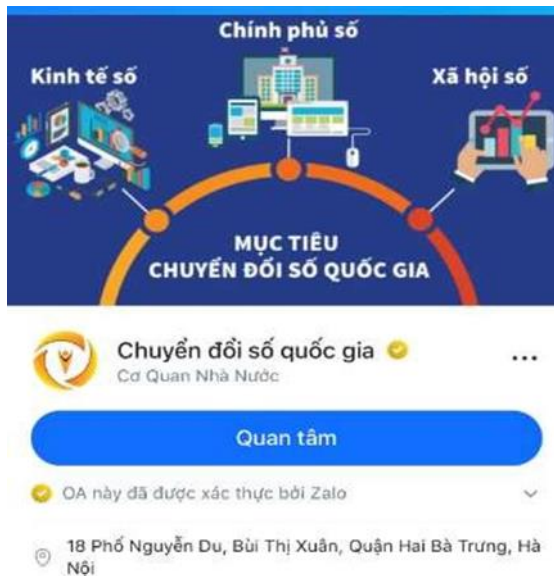 Chính phủ số
Kinh tế số
Xã hội số
MỤC TIÊU
CHUYỂN ĐỔI SỐ QUỐC GIA
Chuyển đổi số quốc gia
Cơ Quan Nhà Nước
Quan tâm
OA này đã được xác thực bởi Zalo
18 Phố Nguyễn Du, Bùi Thị Xuân, Quận Hai Bà Trưng, Hà
Nội